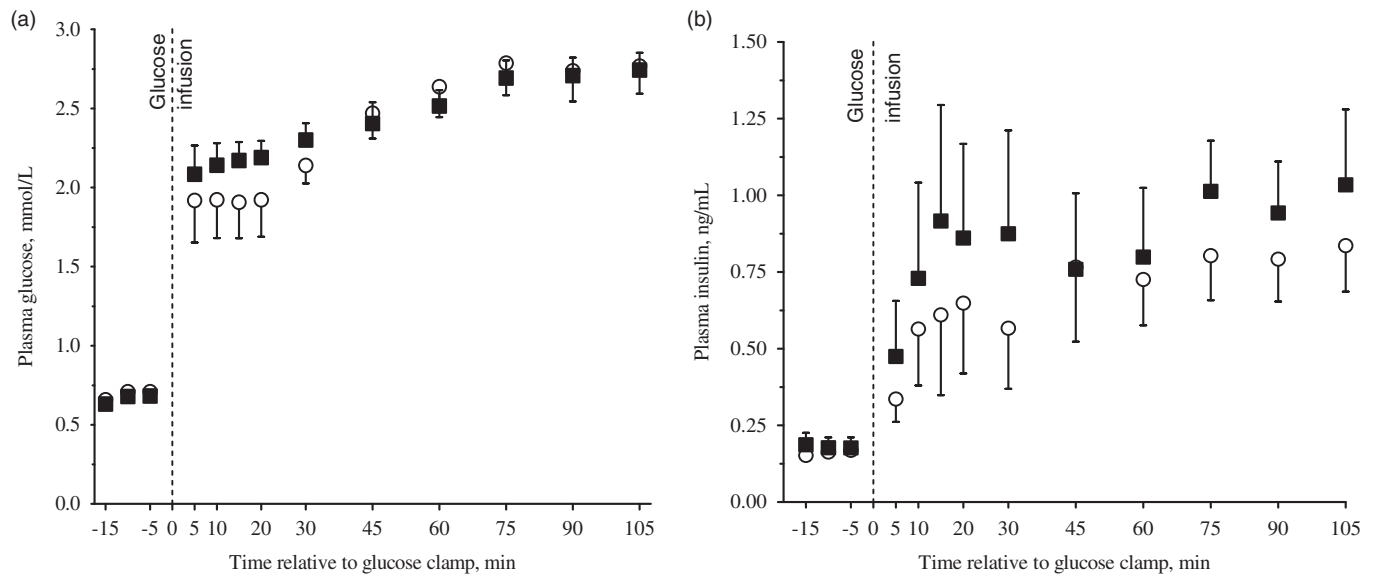 (a)
3.0
2.5
2.0
1.5
1.0
0.5
0.0
Plasma glucose, mmol/L
Glucose
infusion
-15 -5 0 5 10 20 30 45 60 75 90 105
Time relative to glucose clamp, min
(b)
1.50
1.25
1.00
0.75
0.50
0.25
0.00
Plasma insulin, ng/mL
Glucose
infusion
-15 -5 0 5 10 20 30 45 60 75 90 105
Time relative to glucose clamp, min